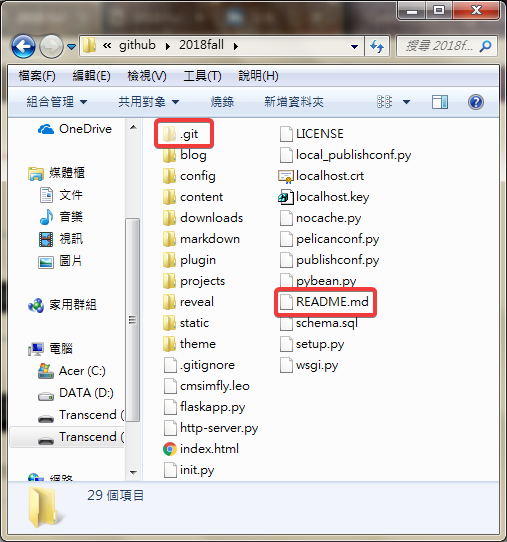 github ▸ 2018fall ▸
搜尋 2018f...
檔案(F) 編輯(E) 檢視(V) 工具(T) 說明(H)
組合管理 共用對象 燒錄 新增資料夾
OneDrive
媒體櫃
文件
音樂
視訊
圖片
家用群組
電腦
Acer (C:)
DATA (D:)
Transcend (
Transcend (
網路
.git
blog
config
content
downloads
markdown
plugin
projects
reveal
static
theme
.gitignore
cmsimfly.leo
flaskapp.py
http-server.py
index.html
init.py
LICENSE
local_publishconf.py
localhost.crt
localhost.key
nocache.py
pelicanconf.py
publishconf.py
pybean.py
README.md
schema.sql
setup.py
wsgi.py
29 個項目